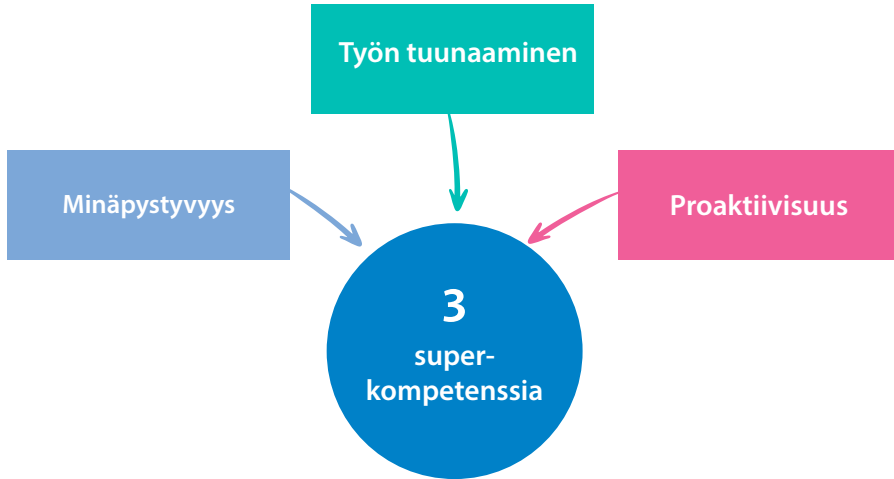 Työn tuunaaminen
Minäpystyvyys
Proaktiivisuus
3
super-
kompetenssia